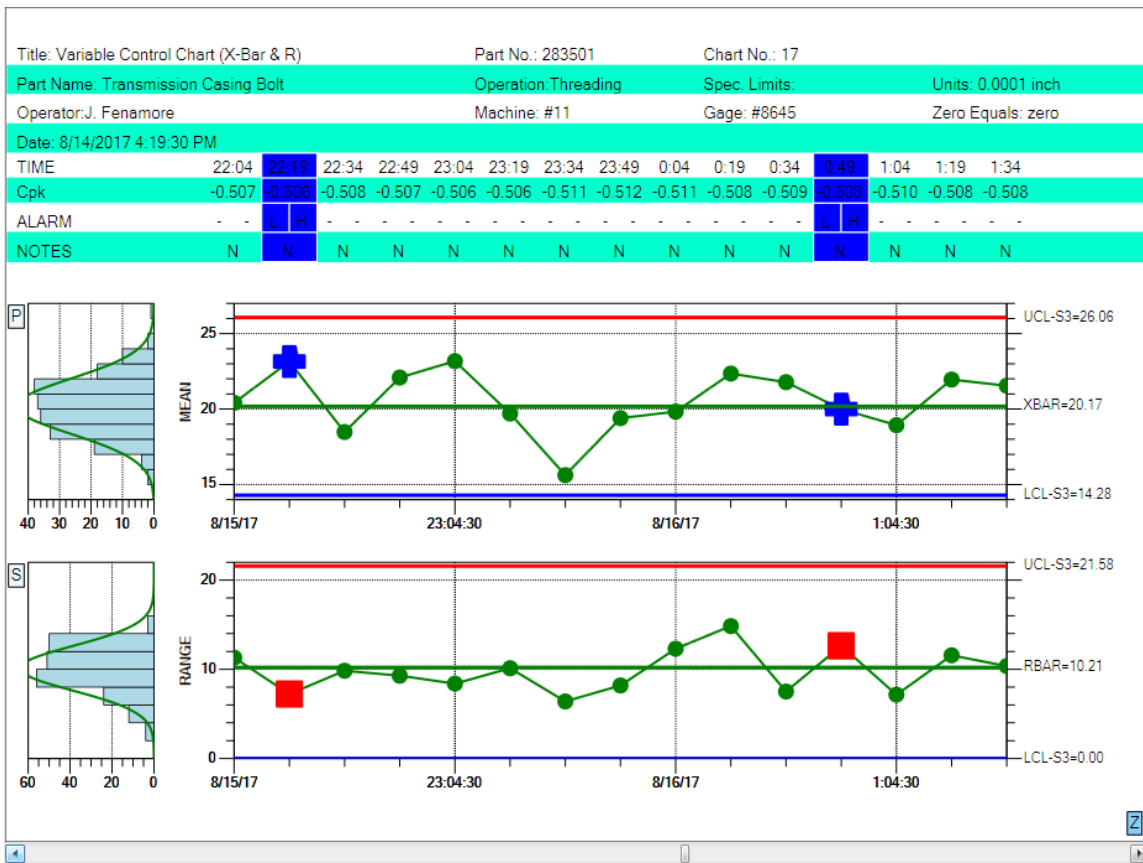 Title: Variable Control Chart (X-Bar & R) Part No.: 283501 Chart No.: 17
Part Name: Transmission Casing Bolt Operation:Threading Spec. Limits: Units: 0.0001 inch
Operator:J. Fenamore Machine: #11 Gage: #8645 Zero Equals: zero
Date: 8/14/2017 4:19:30 PM
TIME 22:04 22:19 22:34 22:49 23:04 23:19 23:34 23:49 0:04 0:19 0:34 0:49 1:04 1:19 1:34
Cpk -0.507 -0.506 -0.508 -0.507 -0.506 -0.506 -0.511 -0.512 -0.511 -0.508 -0.509 -0.508 -0.510 -0.508 -0.508
ALARM - - L H - - - - - - - - - - - - - - - - - - L H - - - - - -
NOTES N N N N N N N N N N N N N N N
P
MEAN
25
20
15
UCL-S3=26.06
XBAR=20.17
LCL-S3=14.28
40 30 20 10 0
8/15/17 23:04:30 8/16/17 1:04:30
S
RANGE
20
10
0
UCL-S3=21.58
RBAR=10.21
LCL-S3=0.00
60 40 20 0
8/15/17 23:04:30 8/16/17 1:04:30
Z